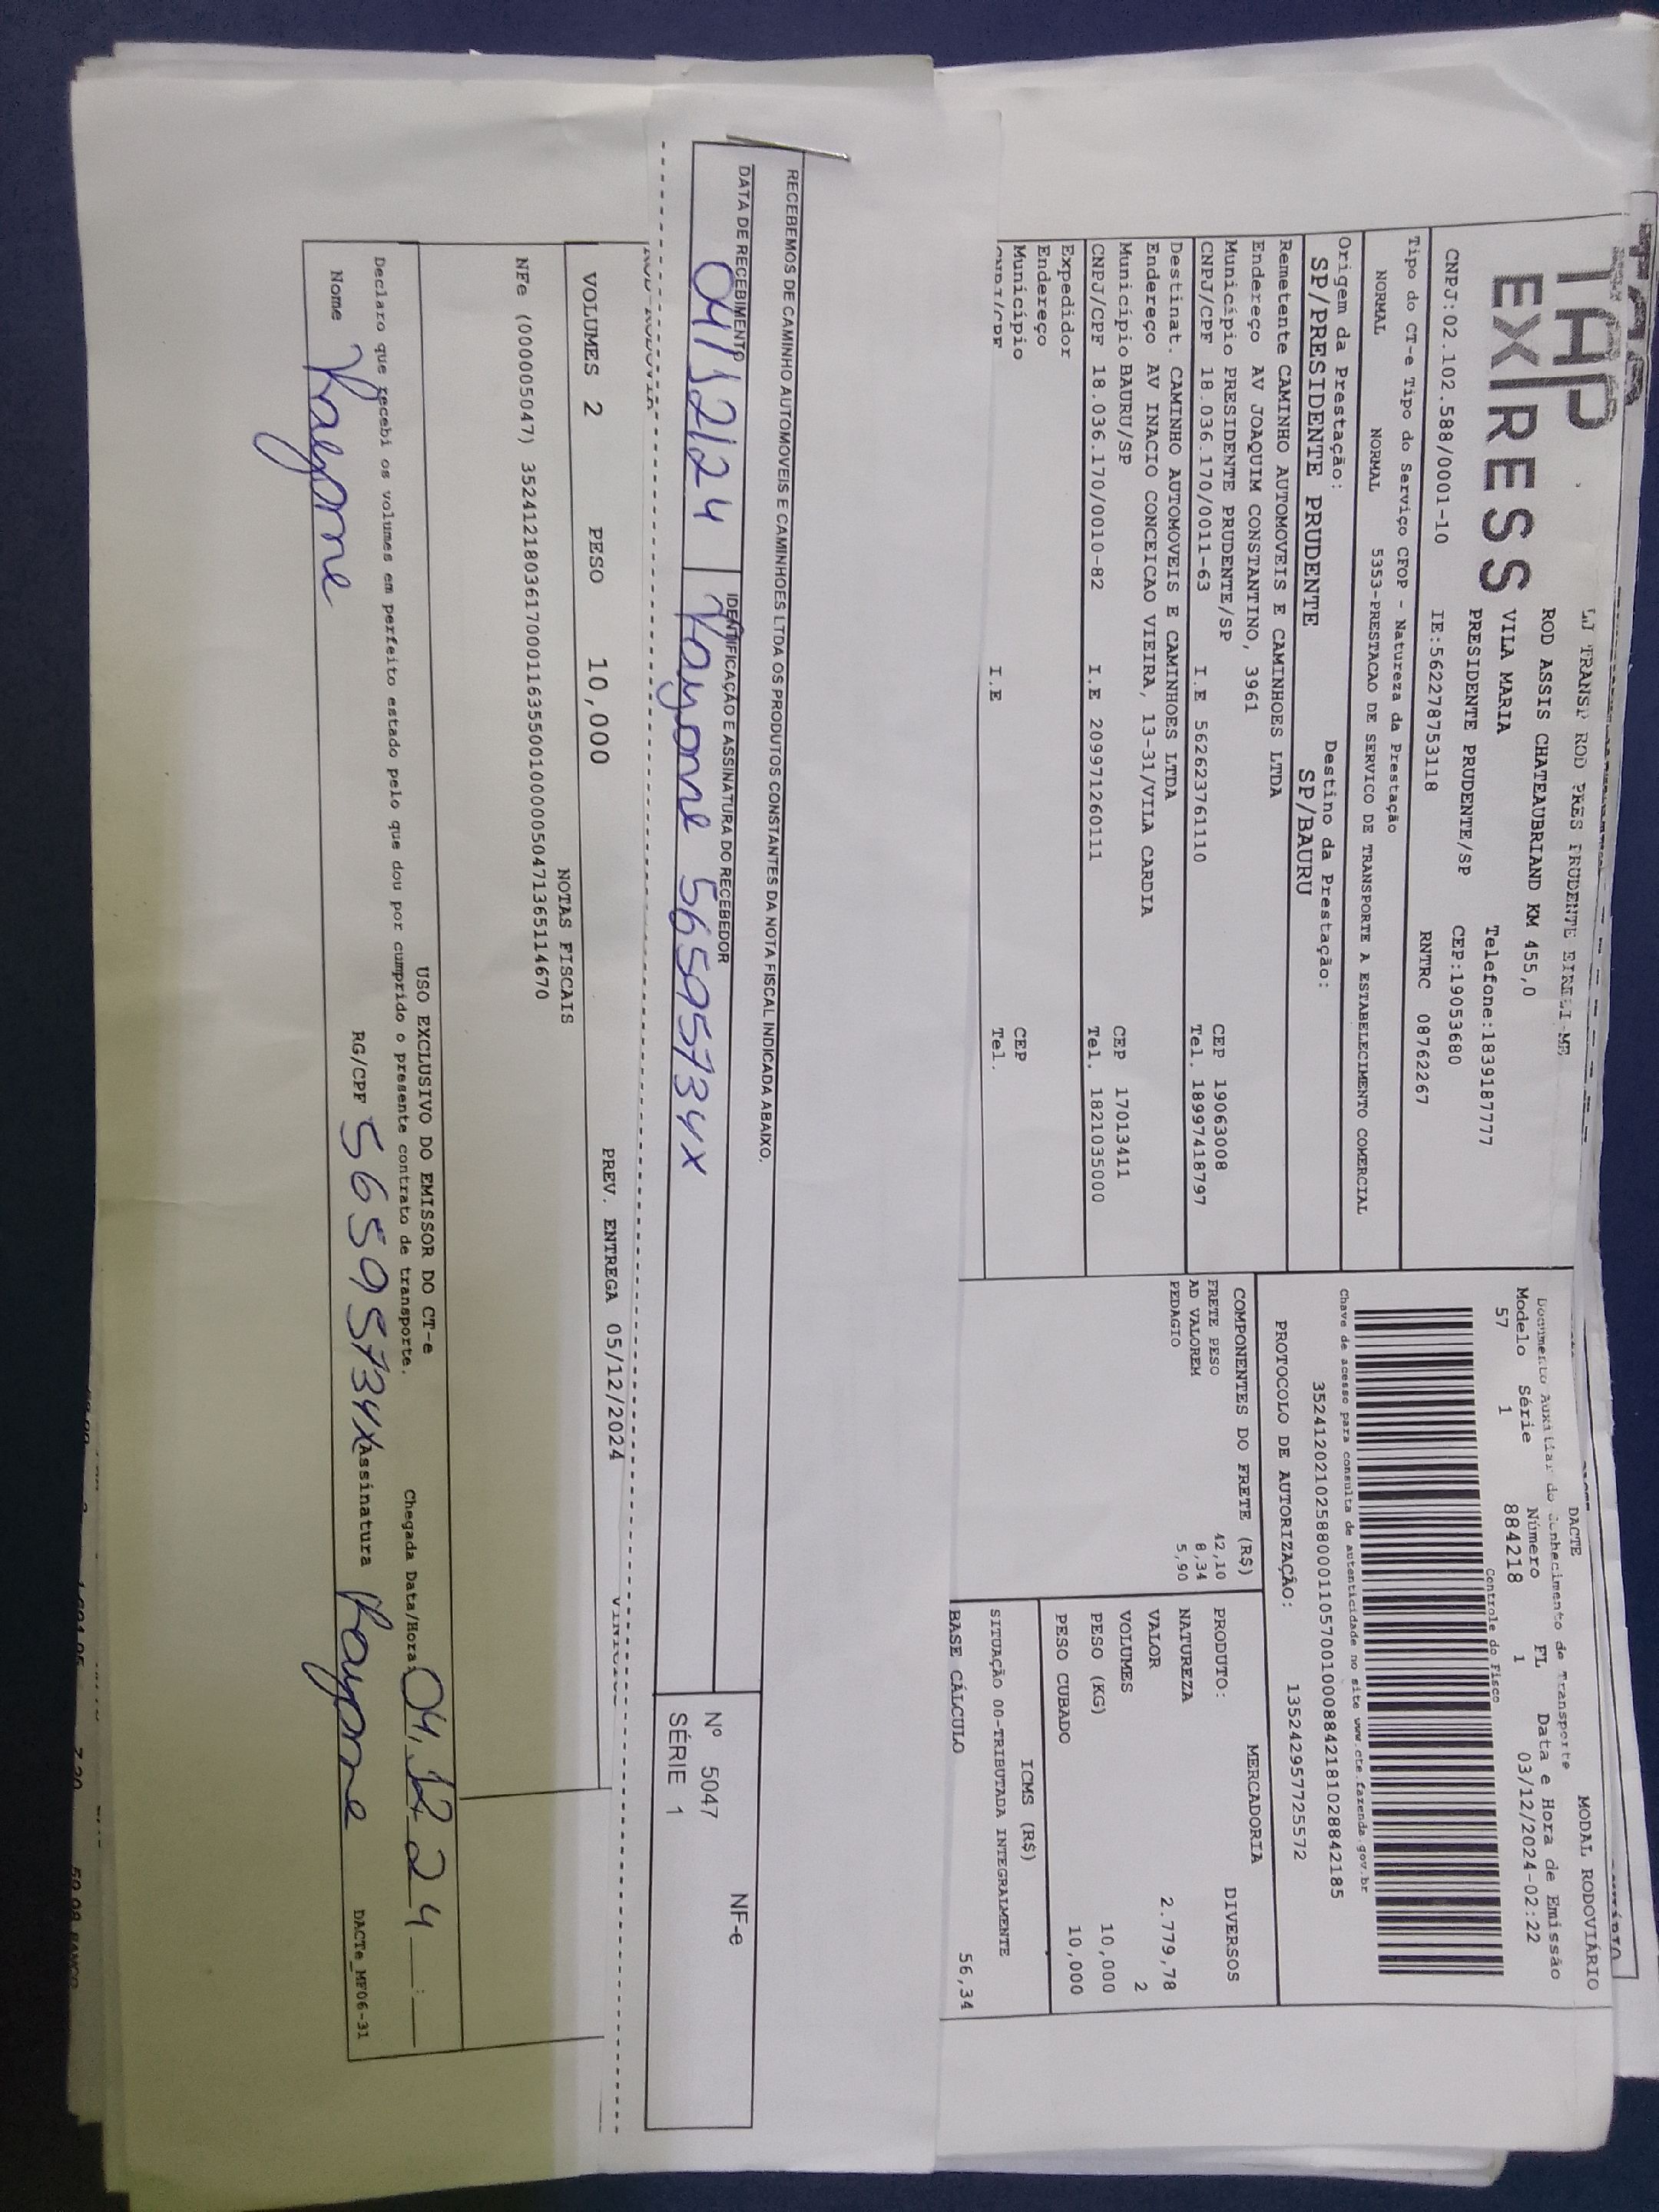 TAP
EXPRESS
LJ TRANSP ROD PRES PRUDENTE EIRELI-ME
ROD ASSIS CHATEAUBRIAND KM 455,0
VILA MARIA Telefone:1839187777
PRESIDENTE PRUDENTE/SP CEP:19053680
CNPJ:02.102.588/0001-10 IE:562278753118 RNTRC 08762267
Tipo do CT-e Tipo do Serviço CFOP - Natureza da Prestação
NORMAL NORMAL 5353-PRESTACAO DE SERVICO DE TRANSPORTE A ESTABELECIMENTO COMERCIAL
Origem da Prestação: Destino da Prestação:
SP/PRESIDENTE PRUDENTE SP/BAURU
Remetente CAMINHO AUTOMOVEIS E CAMINHOES LTDA
Endereço AV JOAQUIM CONSTANTINO, 3961
Município PRESIDENTE PRUDENTE/SP CEP 19063008
CNPJ/CPF 18.036.170/0011-63 I.E 562623761110 Tel. 18997418797
Destinat. CAMINHO AUTOMOVEIS E CAMINHOES LTDA
Endereço AV INACIO CONCEICAO VIEIRA, 13-31/VILA CARDIA
Município BAURU/SP CEP 17013411
CNPJ/CPF 18.036.170/0010-82 I.E 209971260111 Tel. 1821035000
Expedidor
Endereço
Município CEP
CNPJ/CPF I.E Tel.
DACTE MODAL RODOVIÁRIO
Documento Auxiliar do Conhecimento de Transporte
Modelo Série Número FL Data e Hora de Emissão
57 1 884218 1 03/12/2024-02:22
Controle do Fisco
Chave de acesso para consulta de autenticidade no site www.cte.fazenda.gov.br
35241202102588000110570010008842181028842185
PROTOCOLO DE AUTORIZAÇÃO: 135242957725572
COMPONENTES DO FRETE (R$)
FRETE PESO 42,10
AD VALOREM 8,34
PEDAGIO 5,90
MERCADORIA
PRODUTO: DIVERSOS
NATUREZA
VALOR 2.779,78
VOLUMES 2
PESO (KG) 10,000
PESO CUBADO 10,000
ICMS (R$)
SITUAÇÃO 00-TRIBUTADA INTEGRALMENTE
BASE CÁLCULO 56,34
RECEBEMOS DE CAMINHO AUTOMOVEIS E CAMINHOES LTDA OS PRODUTOS CONSTANTES DA NOTA FISCAL INDICADA ABAIXO.
DATA DE RECEBIMENTO IDENTIFICAÇÃO E ASSINATURA DO RECEBEDOR
04/12/24 Rayone 56595734X
NF-e
Nº 5047
SÉRIE 1
VOLUMES 2 PESO 10,000 PREV. ENTREGA 05/12/2024
NOTAS FISCAIS
NFe (000005047) 35241218036170001163550010000050471365114670
USO EXCLUSIVO DO EMISSOR DO CT-e
Declaro que recebi os volumes em perfeito estado pelo que dou por cumprido o presente contrato de transporte.
Chegada Data/Hora: 04.12.24
Nome Rayone RG/CPF 56595734X Assinatura Rayone
DACTe_MF06-31